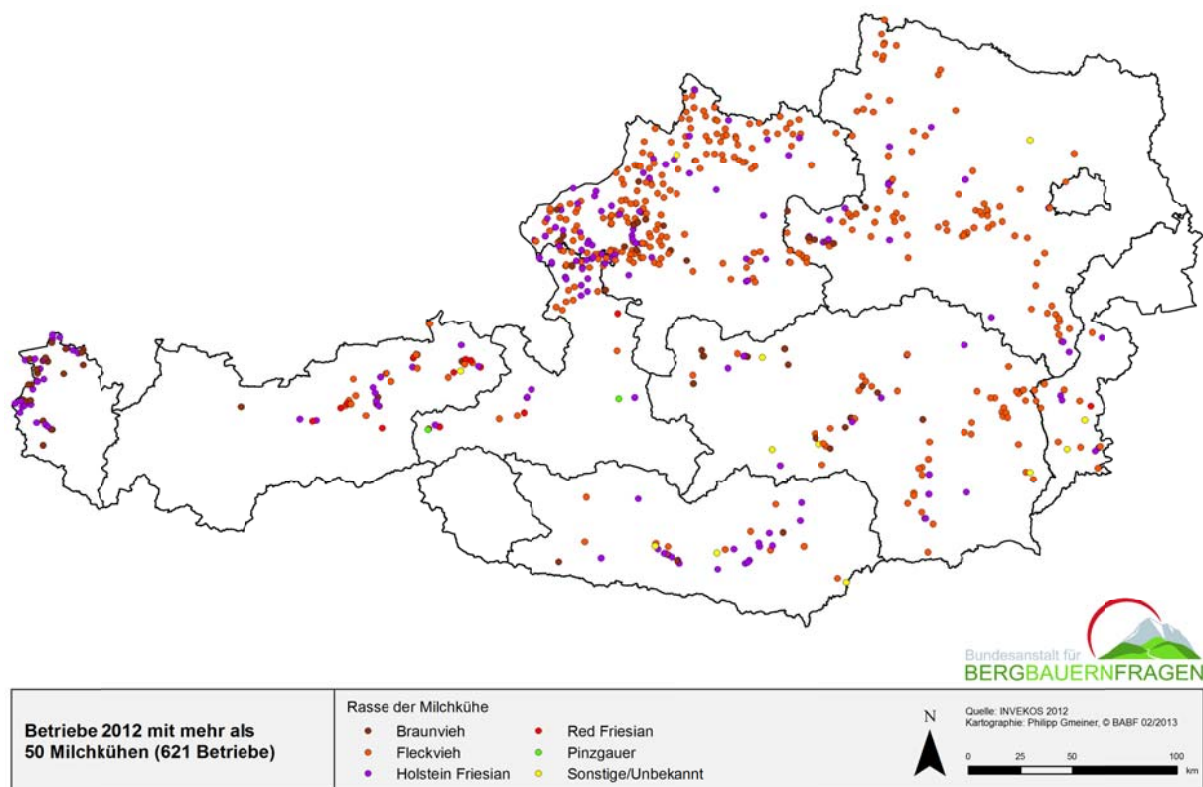 Bundesanstalt für
BERGBAUERNFRAGEN
Betriebe 2012 mit mehr als
50 Milchkühen (621 Betriebe)
Rasse der Milchkühe
Braunvieh
Fleckvieh
Holstein Friesian
Red Friesian
Pinzgauer
Sonstige/Unbekannt
N
Quelle: INVEKOS 2012
Kartographie: Philipp Gmeiner, © BABF 02/2013
0 25 50 100
km